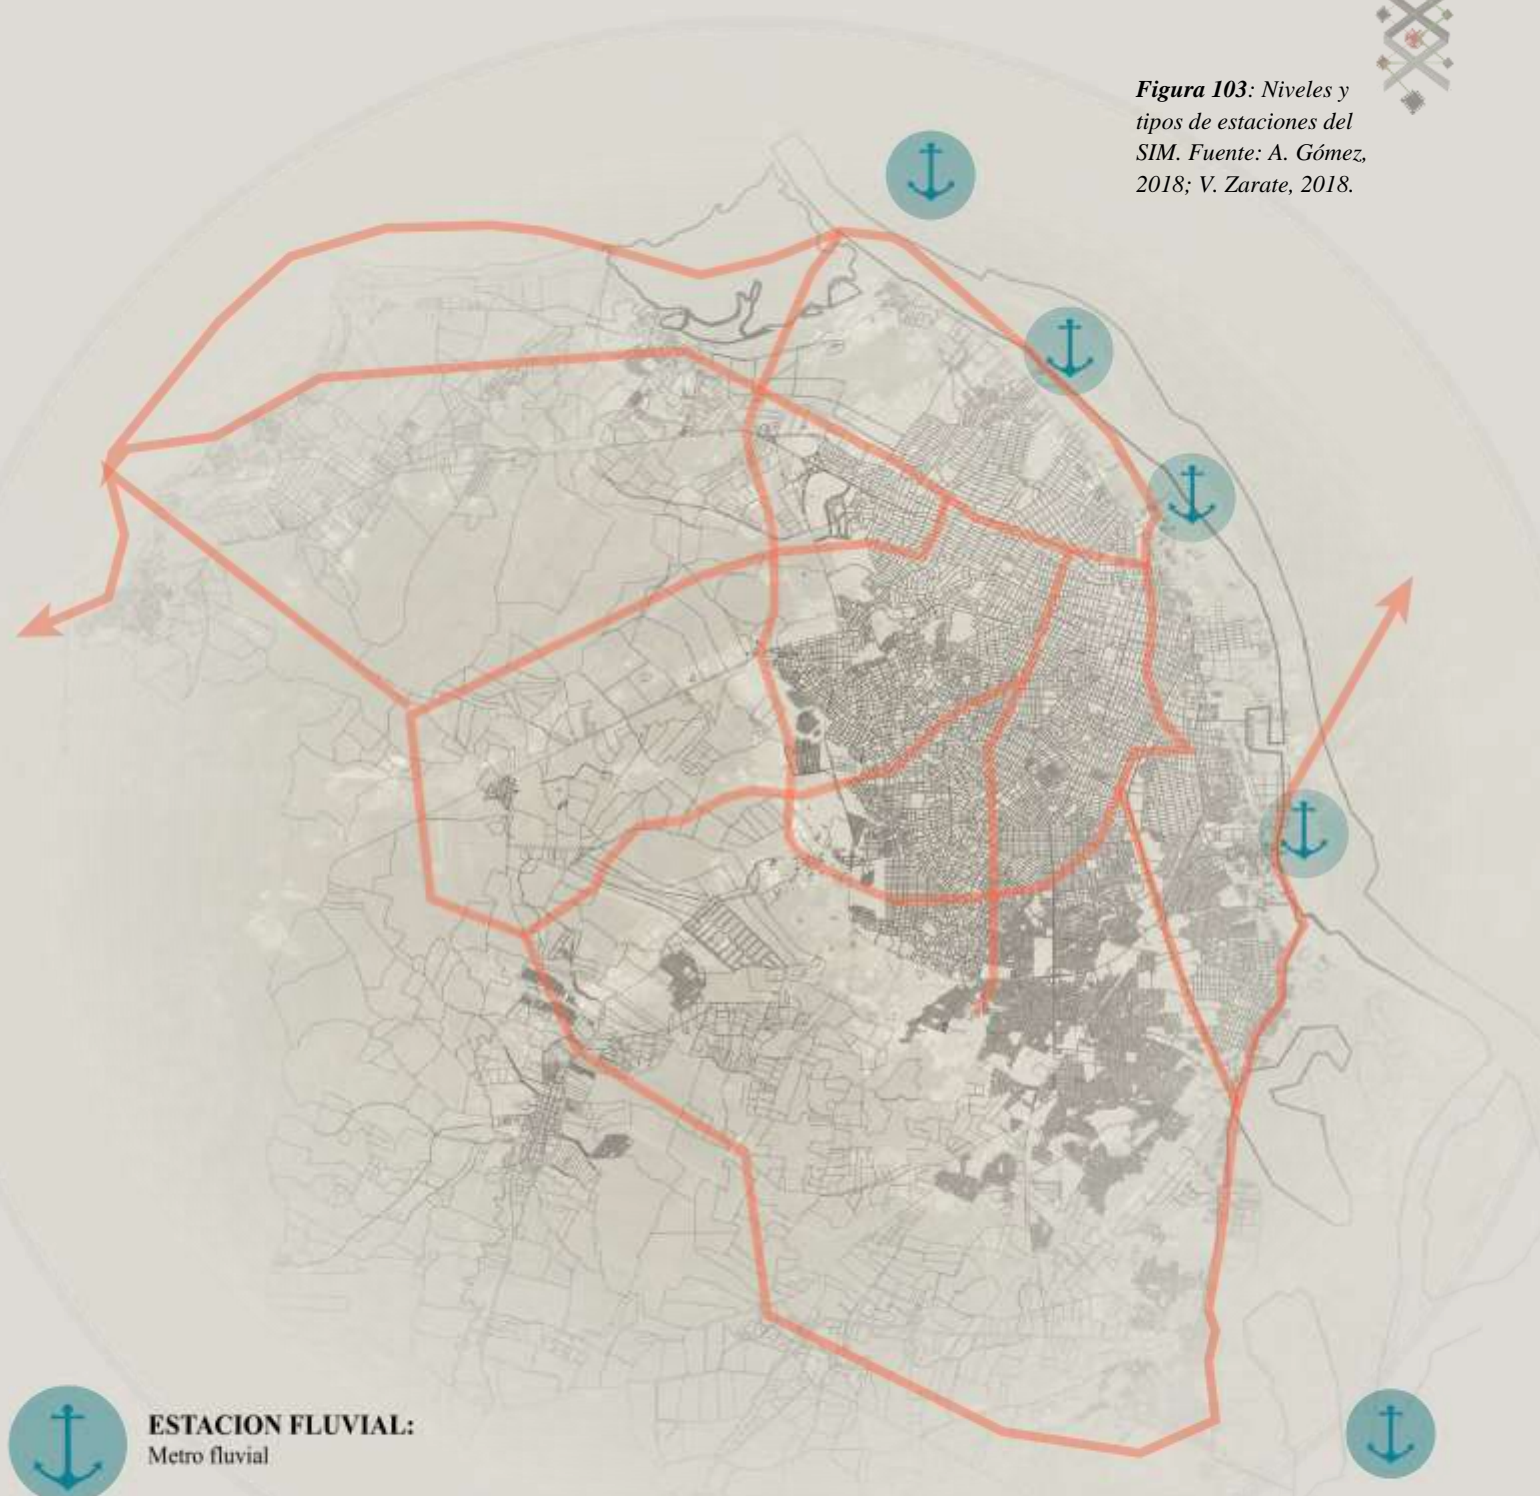 Figura 103: Niveles y
tipos de estaciones del
SIM. Fuente: A. Gómez,
2018; V. Zarate, 2018.
ESTACION FLUVIAL:
Metro fluvial